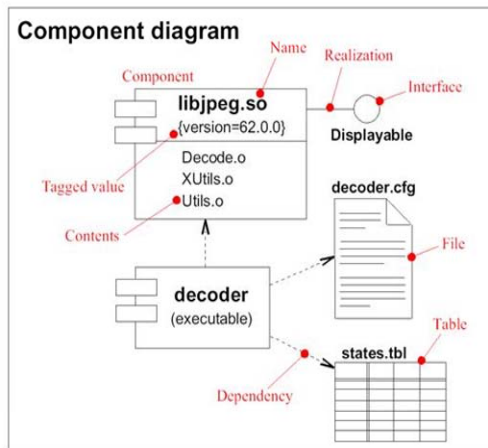 Component diagram
Name
Realization
Component
Interface
libjpeg.so
{version=62.0.0}
Displayable
Tagged value
Decode.o
XUtils.o
Utils.o
Contents
decoder.cfg
File
decoder
(executable)
Table
states.tbl
Dependency